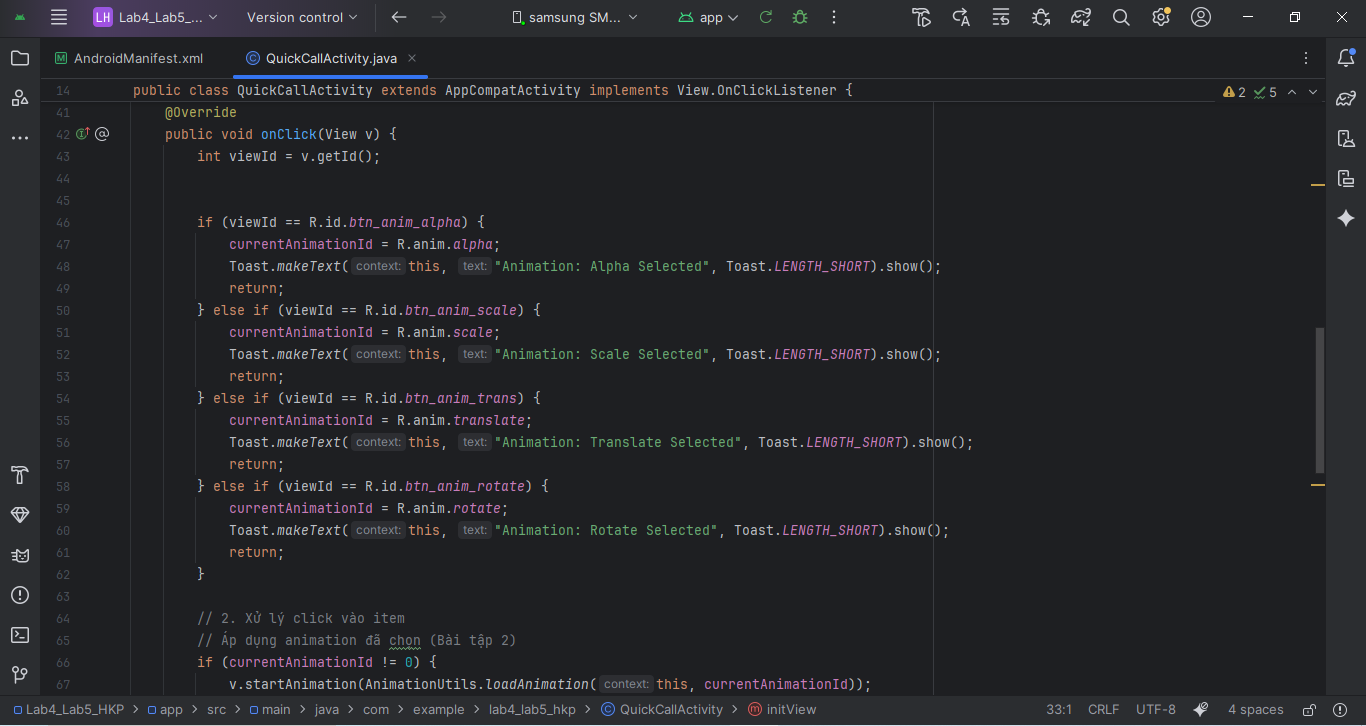 LH Lab4_Lab5_... Version control samsung SM... app
AndroidManifest.xml QuickCallActivity.java
14 public class QuickCallActivity extends AppCompatActivity implements View.OnClickListener { 2 5
41 @Override
42 public void onClick(View v) {
43 int viewId = v.getId();
44
45
46 if (viewId == R.id.btn_anim_alpha) {
47 currentAnimationId = R.anim.alpha;
48 Toast.makeText( context: this, text: "Animation: Alpha Selected", Toast.LENGTH_SHORT).show();
49 return;
50 } else if (viewId == R.id.btn_anim_scale) {
51 currentAnimationId = R.anim.scale;
52 Toast.makeText( context: this, text: "Animation: Scale Selected", Toast.LENGTH_SHORT).show();
53 return;
54 } else if (viewId == R.id.btn_anim_trans) {
55 currentAnimationId = R.anim.translate;
56 Toast.makeText( context: this, text: "Animation: Translate Selected", Toast.LENGTH_SHORT).show();
57 return;
58 } else if (viewId == R.id.btn_anim_rotate) {
59 currentAnimationId = R.anim.rotate;
60 Toast.makeText( context: this, text: "Animation: Rotate Selected", Toast.LENGTH_SHORT).show();
61 return;
62 }
63
64 // 2. Xử lý click vào item
65 // Áp dụng animation đã chọn (Bài tập 2)
66 if (currentAnimationId != 0) {
67 v.startAnimation(AnimationUtils.loadAnimation( context: this, currentAnimationId));
Lab4_Lab5_HKP > app > src > main > java > com > example > lab4_lab5_hkp > QuickCallActivity > initView 33:1 CRLF UTF-8 4 spaces